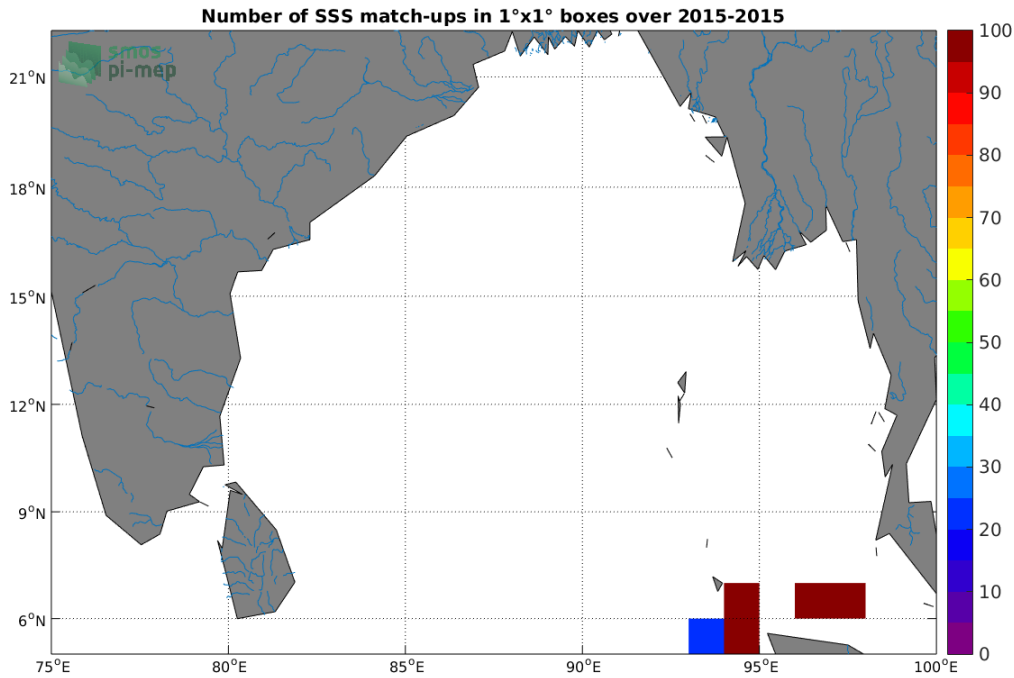 Number of SSS match-ups in 1°x1° boxes over 2015-2015
smos
pi-mep
21°N
18°N
15°N
12°N
9°N
6°N
75°E
80°E
85°E
90°E
95°E
100°E
100
90
80
70
60
50
40
30
20
10
0